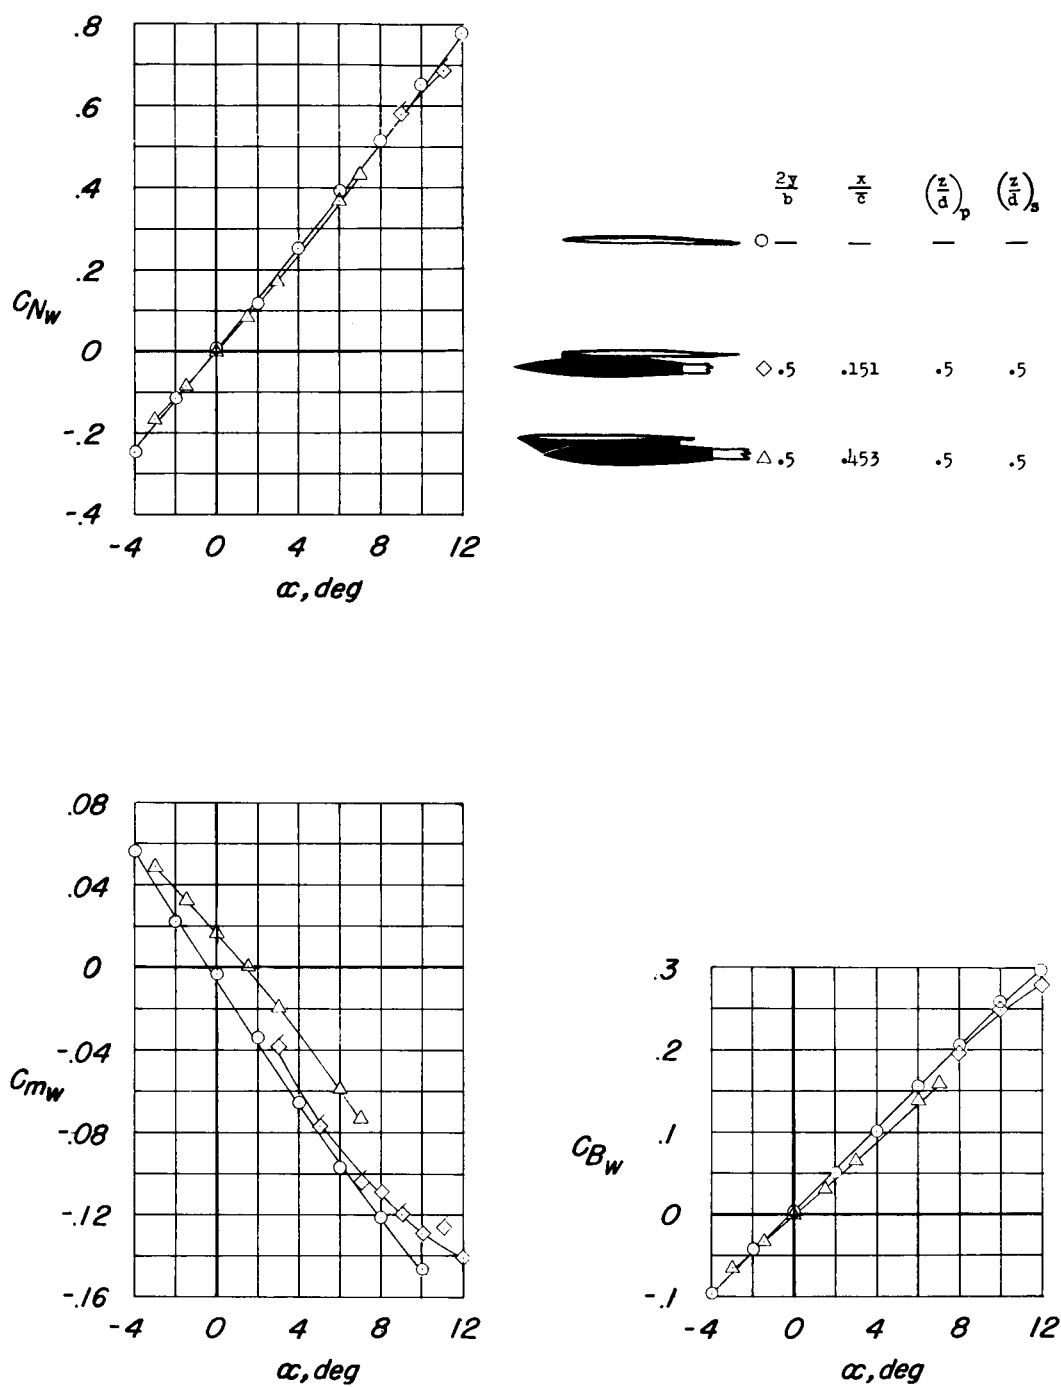 .8
.6
.4
.2
0
-.2
-.4
C_{N_w}
-4 0 4 8 12
α, deg
2y/b x/c̄ (z/d)_p (z/d)_s
○ — — — —
◇ .5 .151 .5 .5
△ .5 .453 .5 .5
.08
.04
0
-.04
-.08
-.12
-.16
C_{m_w}
-4 0 4 8 12
α, deg
.3
.2
.1
0
-.1
C_{B_w}
-4 0 4 8 12
α, deg